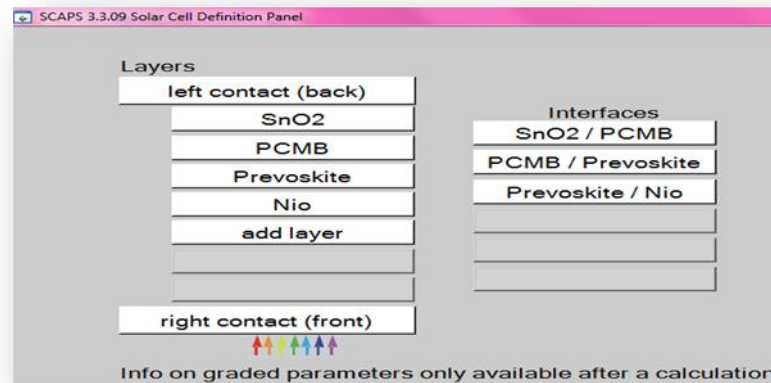 SCAPS 3.3.09 Solar Cell Definition Panel
Layers
left contact (back)
SnO2
PCMB
Prevoskite
Nio
add layer
right contact (front)
Interfaces
SnO2 / PCMB
PCMB / Prevoskite
Prevoskite / Nio
Info on graded parameters only available after a calculation